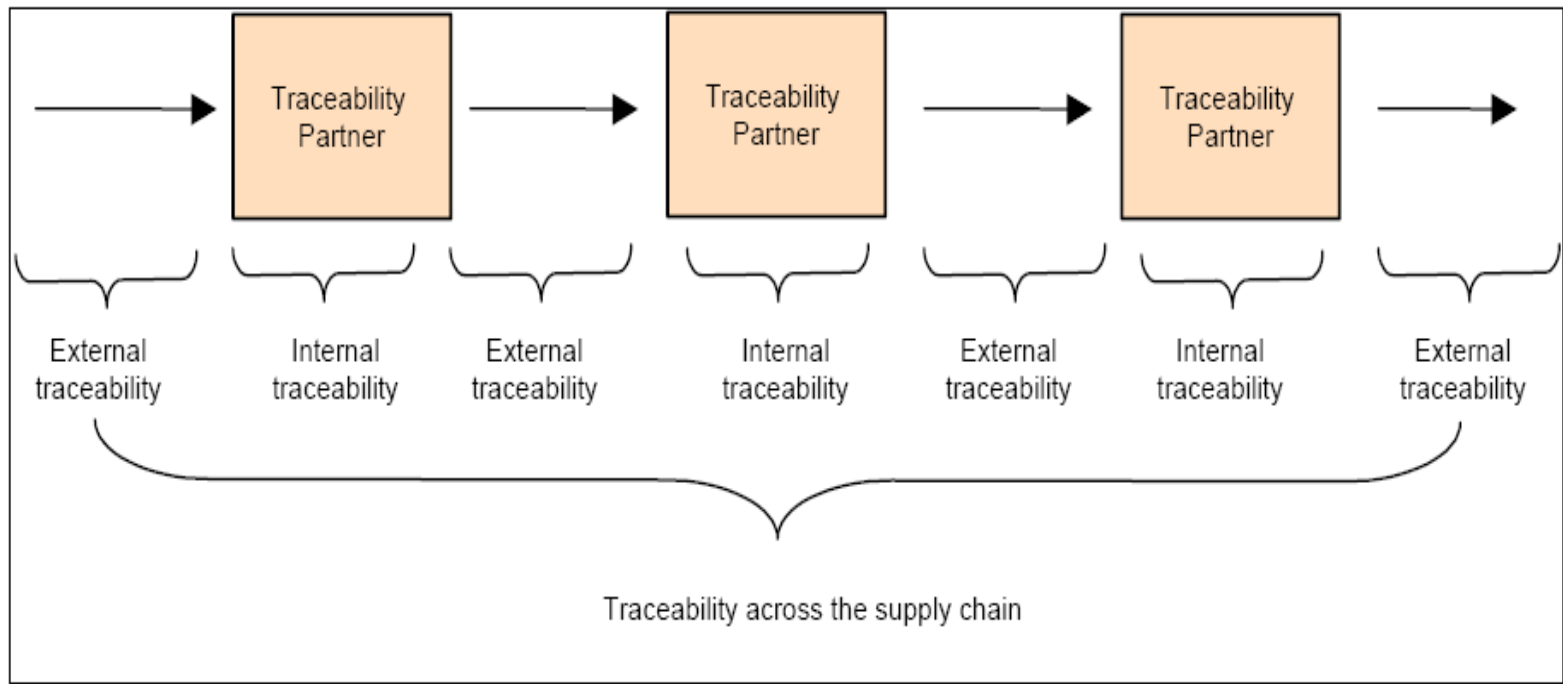 Traceability
Partner
Traceability
Partner
Traceability
Partner
External
traceability
Internal
traceability
External
traceability
Internal
traceability
External
traceability
Internal
traceability
External
traceability
Traceability across the supply chain